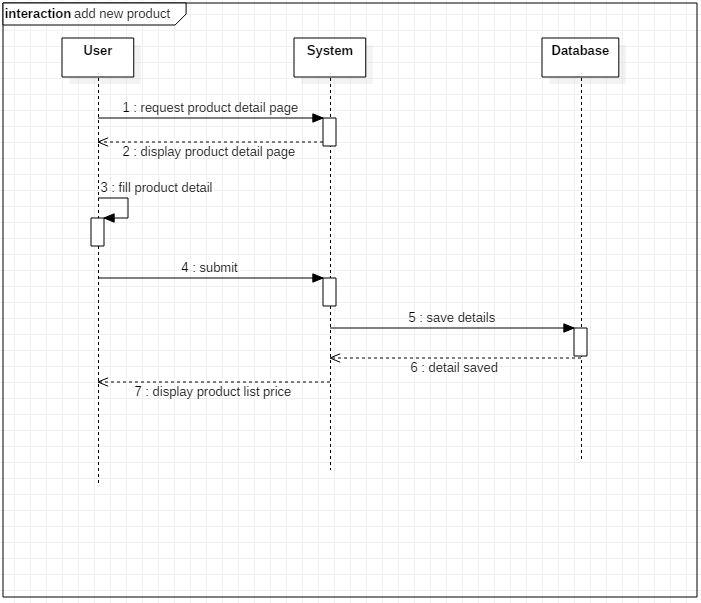 interaction add new product
User
System
Database
1 : request product detail page
2 : display product detail page
3 : fill product detail
4 : submit
5 : save details
6 : detail saved
7 : display product list price